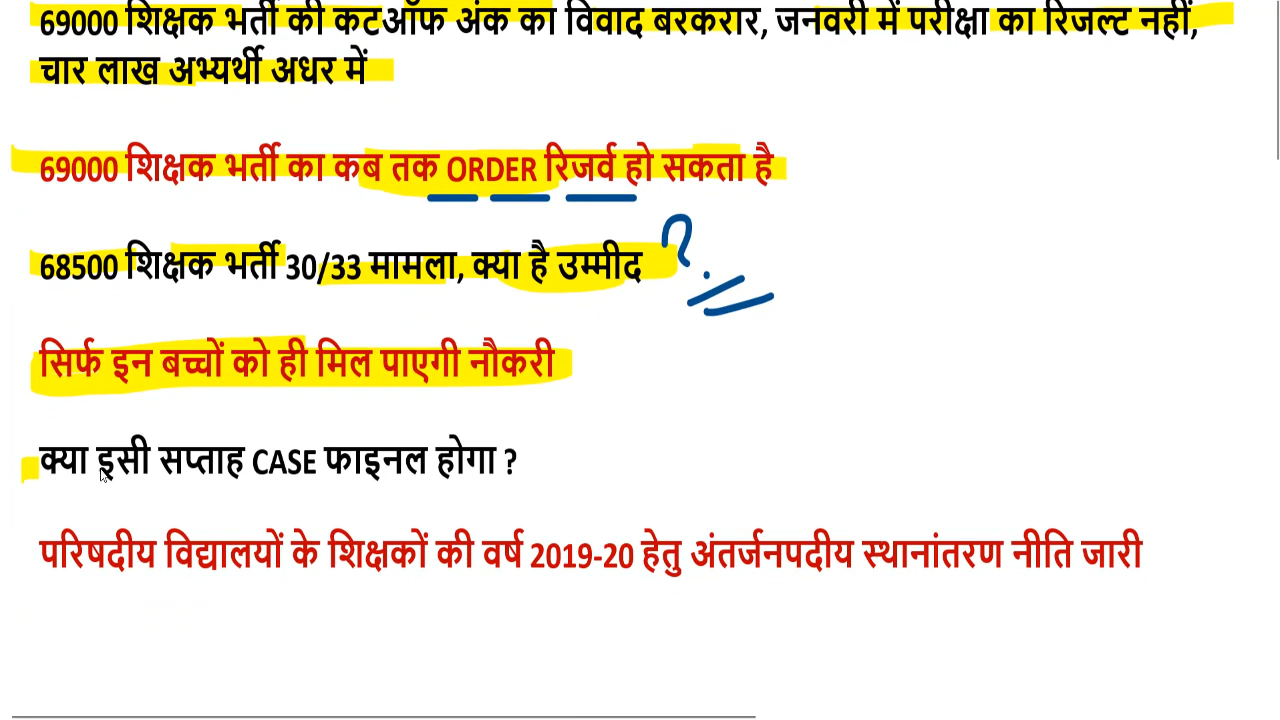 69000 शिक्षक भर्ती की कटऑफ अंक का विवाद बरकरार, जनवरी में परीक्षा का रिजल्ट नहीं,
चार लाख अभ्यर्थी अधर में
69000 शिक्षक भर्ती का कब तक ORDER रिजर्व हो सकता है
68500 शिक्षक भर्ती 30/33 मामला, क्या है उम्मीद ?
सिर्फ इन बच्चों को ही मिल पाएगी नौकरी
क्या इसी सप्ताह CASE फाइनल होगा ?
परिषदीय विद्यालयों के शिक्षकों की वर्ष 2019-20 हेतु अंतर्जनपदीय स्थानांतरण नीति जारी